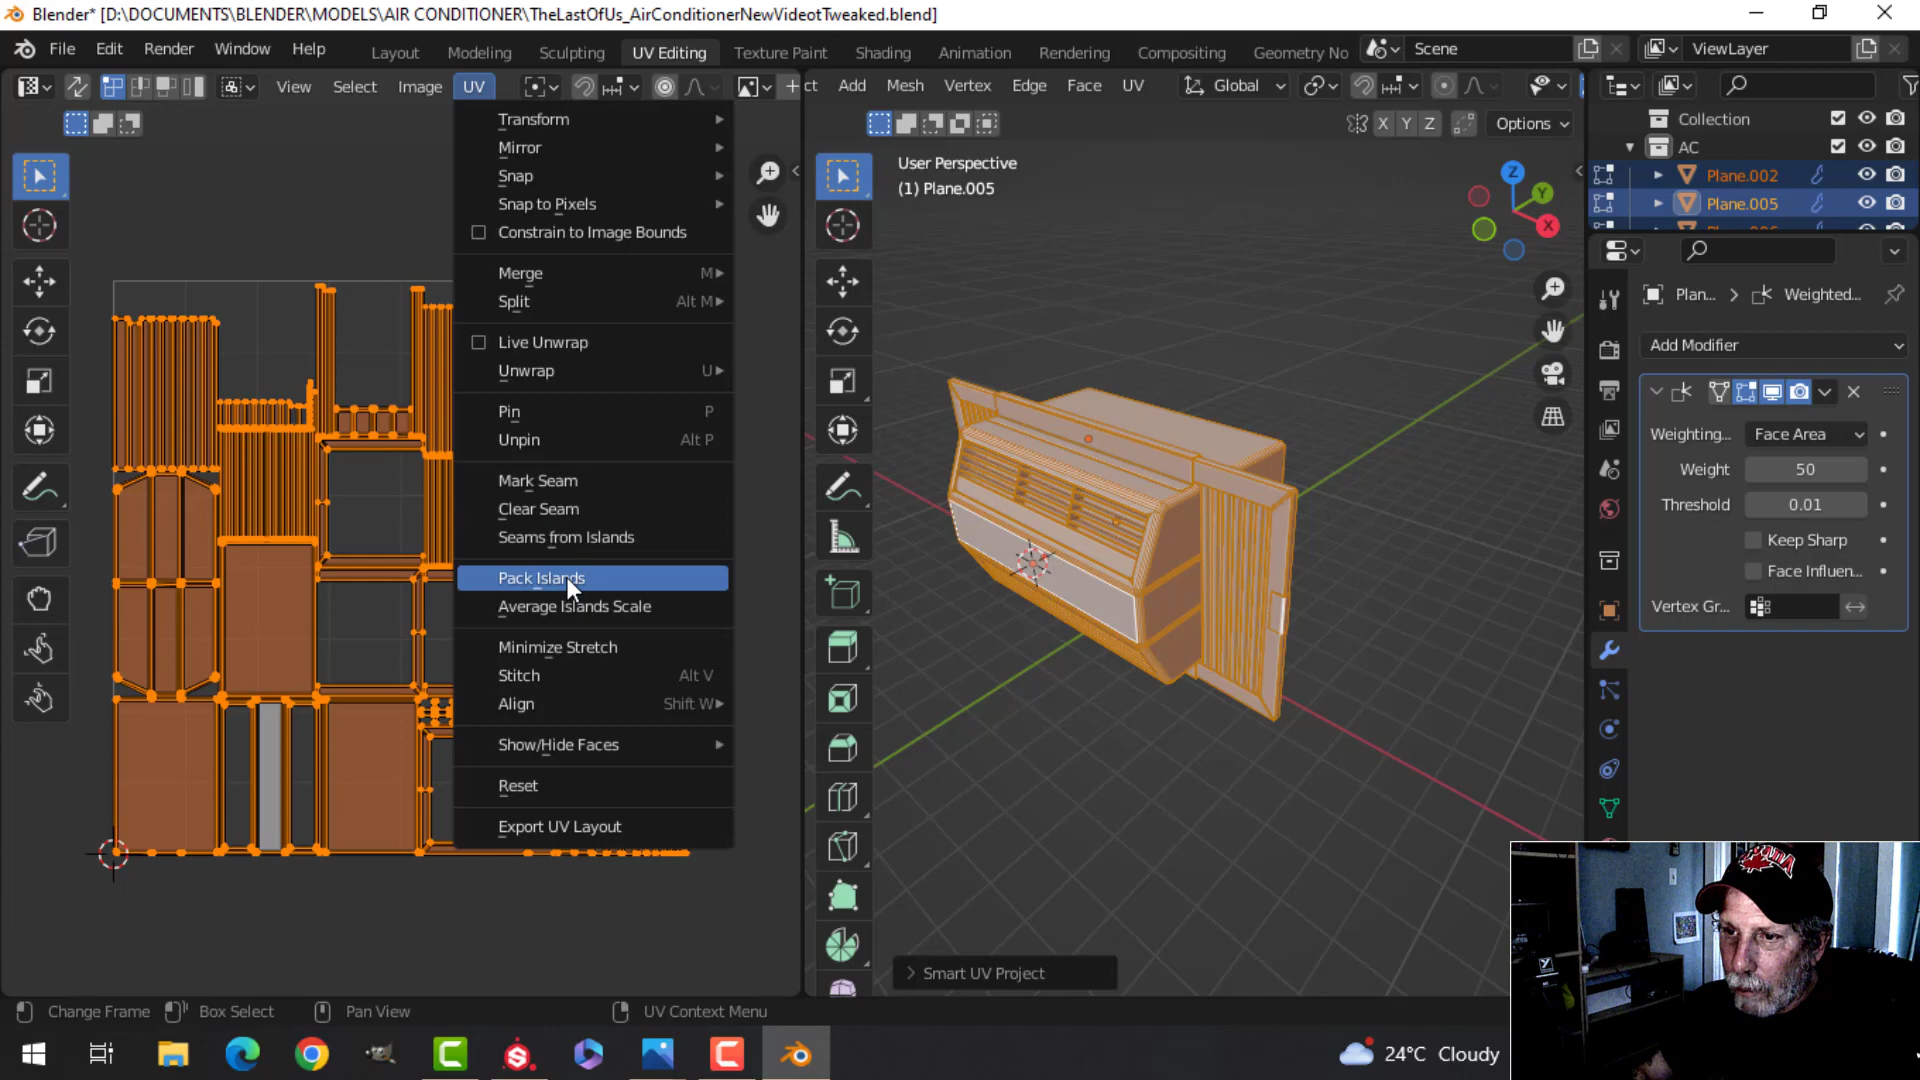 Blender* [D:\DOCUMENTS\BLENDER\MODELS\AIR CONDITIONER\TheLastOfUs_AirConditionerNewVideotTweaked.blend]
File Edit Render Window Help Layout Modeling Sculpting UV Editing Texture Paint Shading Animation Rendering Compositing Geometry No Scene ViewLayer
View Select Image UV ct Add Mesh Vertex Edge Face UV Global
X Y Z Options
Transform
Mirror
Snap
Snap to Pixels
Constrain to Image Bounds
Merge M
Split Alt M
Live Unwrap
Unwrap U
Pin P
Unpin Alt P
Mark Seam
Clear Seam
Seams from Islands
Pack Islands
Average Islands Scale
Minimize Stretch
Stitch Alt V
Align Shift W
Show/Hide Faces
Reset
Export UV Layout
User Perspective
(1) Plane.005
Z
Y
X
Smart UV Project
Collection
AC
Plane.002
Plane.005
Plan... Weighted...
Add Modifier
Weighting... Face Area
Weight 50
Threshold 0.01
Keep Sharp
Face Influen...
Vertex Gr...
Change Frame Box Select Pan View UV Context Menu
24°C Cloudy